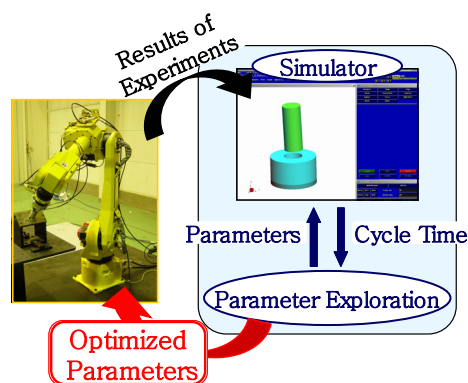 Results of
Experiments
Simulator
Parameters
Cycle Time
Parameter Exploration
Optimized
Parameters